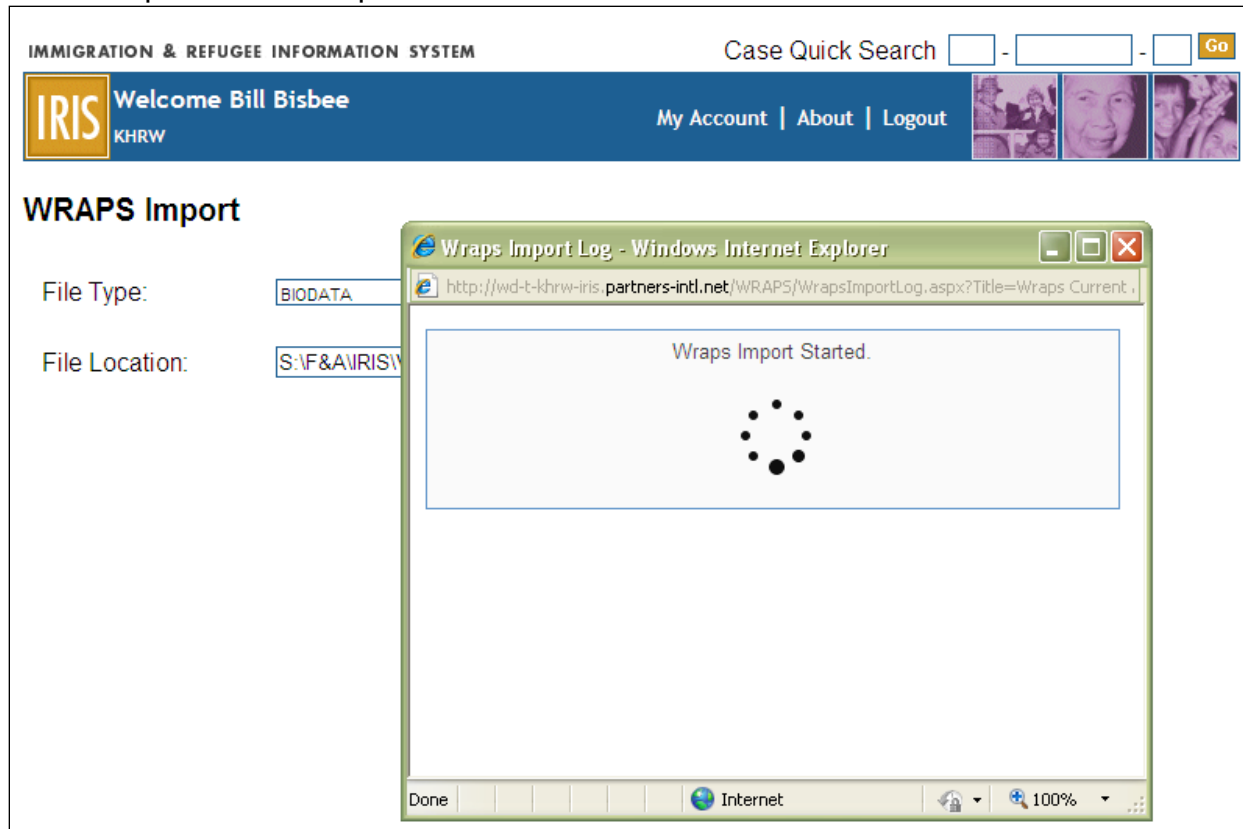 IMMIGRATION & REFUGEE INFORMATION SYSTEM
Case Quick Search - - Go
IRIS
Welcome Bill Bisbee
KHRW
My Account | About | Logout
WRAPS Import
File Type: BIODATA
File Location: S:\F&A\IRIS\
Wraps Import Log - Windows Internet Explorer
http://wd-t-khrw-iris.partners-intl.net/WRAPS/WrapsImportLog.aspx?Title=Wraps Current
Wraps Import Started.
Done
Internet
100%